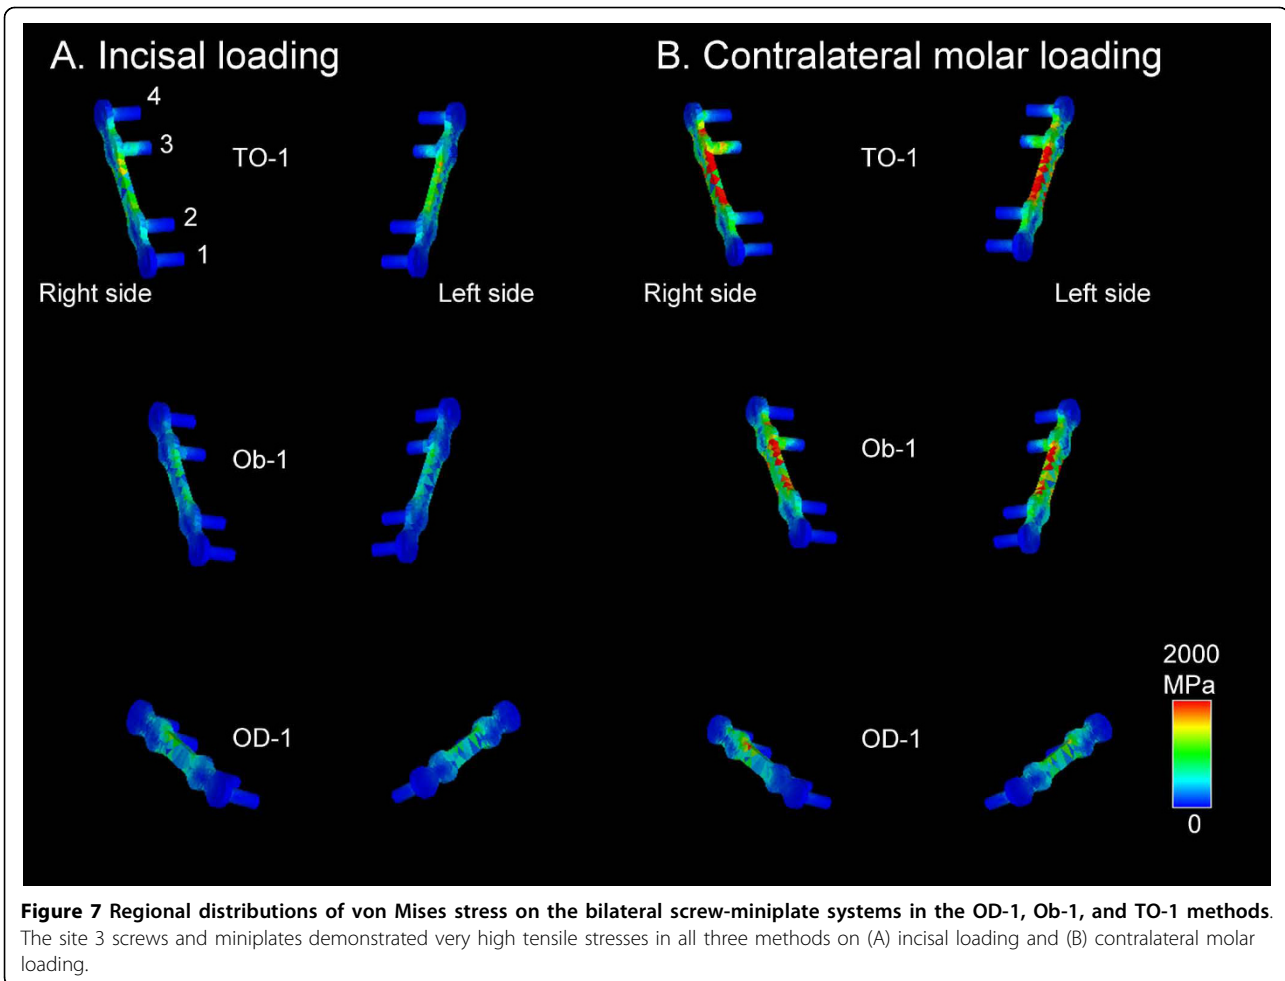 A. Incisal loading
B. Contralateral molar loading
4
3
TO-1
TO-1
2
1
Right side
Left side
Right side
Left side
Ob-1
Ob-1
2000
MPa
OD-1
OD-1
0
Figure 7 Regional distributions of von Mises stress on the bilateral screw-miniplate systems in the OD-1, Ob-1, and TO-1 methods.
The site 3 screws and miniplates demonstrated very high tensile stresses in all three methods on (A) incisal loading and (B) contralateral molar
loading.